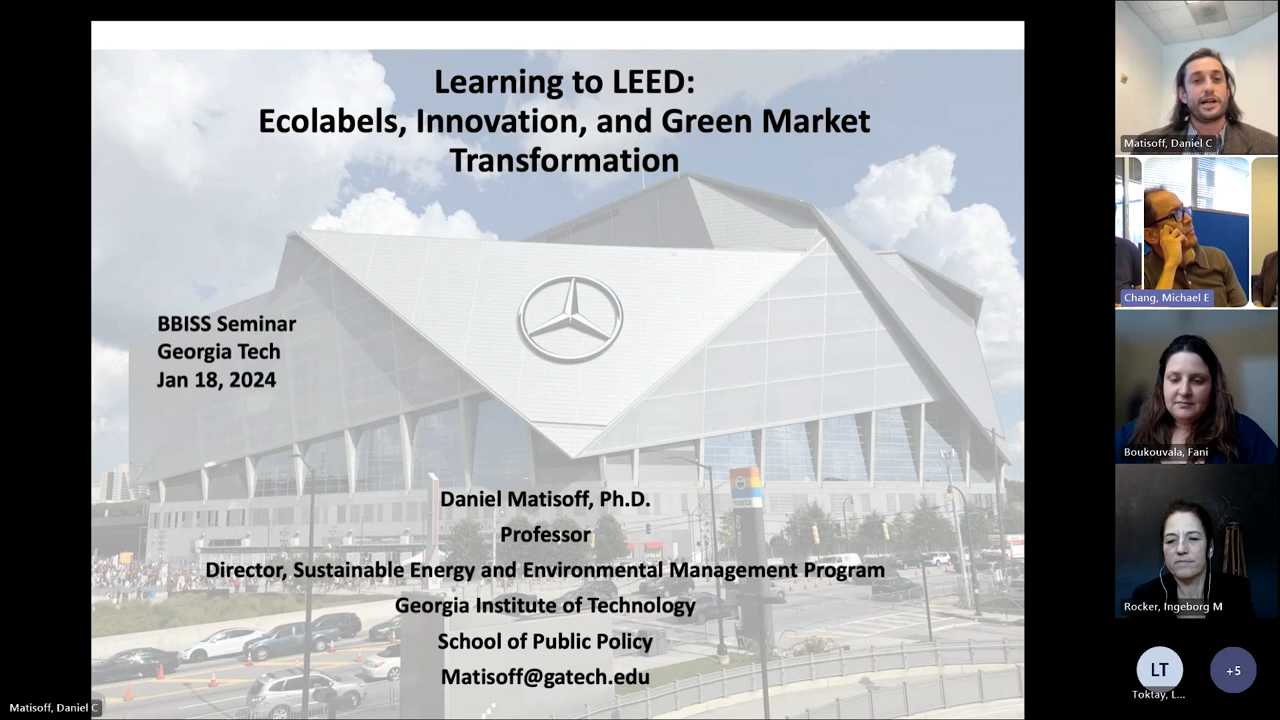 Learning to LEED:
Ecolabels, Innovation, and Green Market
Transformation
BBISS Seminar
Georgia Tech
Jan 18, 2024
Daniel Matisoff, Ph.D.
Professor
Director, Sustainable Energy and Environmental Management Program
Georgia Institute of Technology
School of Public Policy
Matisoff@gatech.edu
Matisoff, Daniel C
Matisoff, Daniel C
Chang, Michael E
Boukouvala, Fani
Rocker, Ingeborg M
LT
+5
Toktay, L...